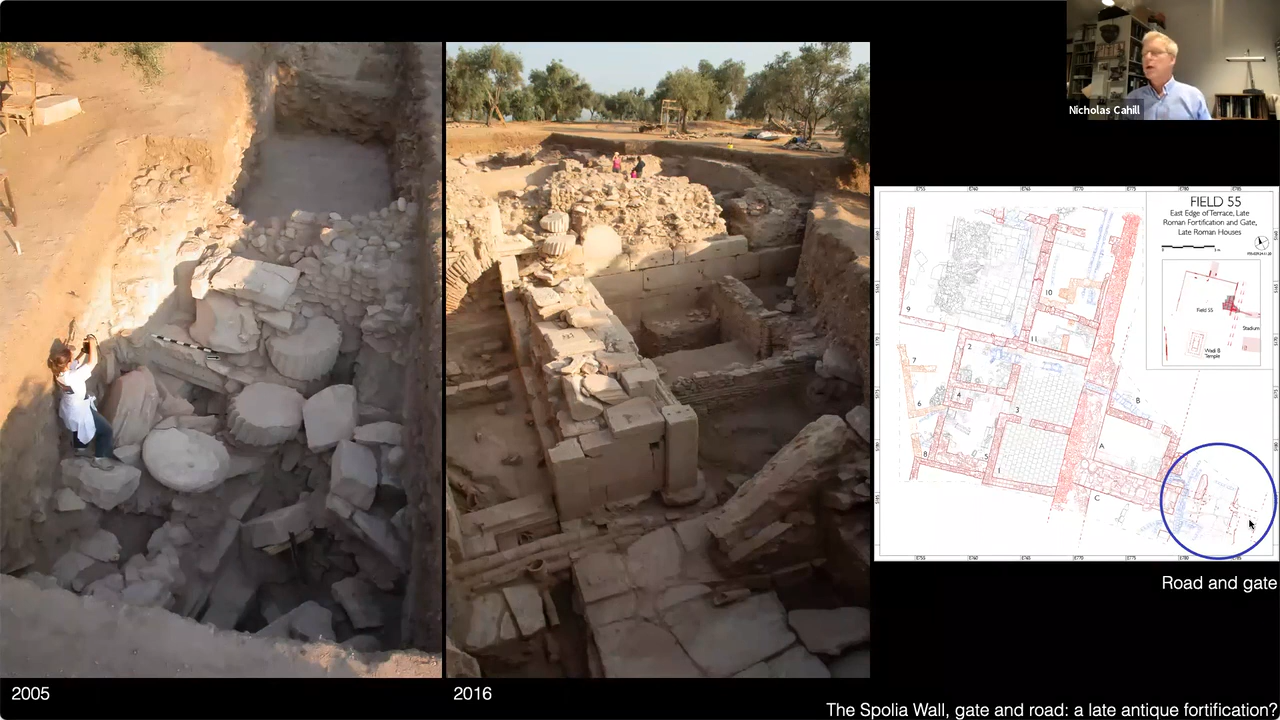 Nicholas Cahill
FIELD 55
East Edge of Terrace, Late
Roman Fortification and Gate,
Late Roman Houses
Field 55
Stadium
Wadi B
Temple
9
10
11
7
2
6
4
3
B
A
8
5
1
C
Road and gate
2005
2016
The Spolia Wall, gate and road: a late antique fortification?